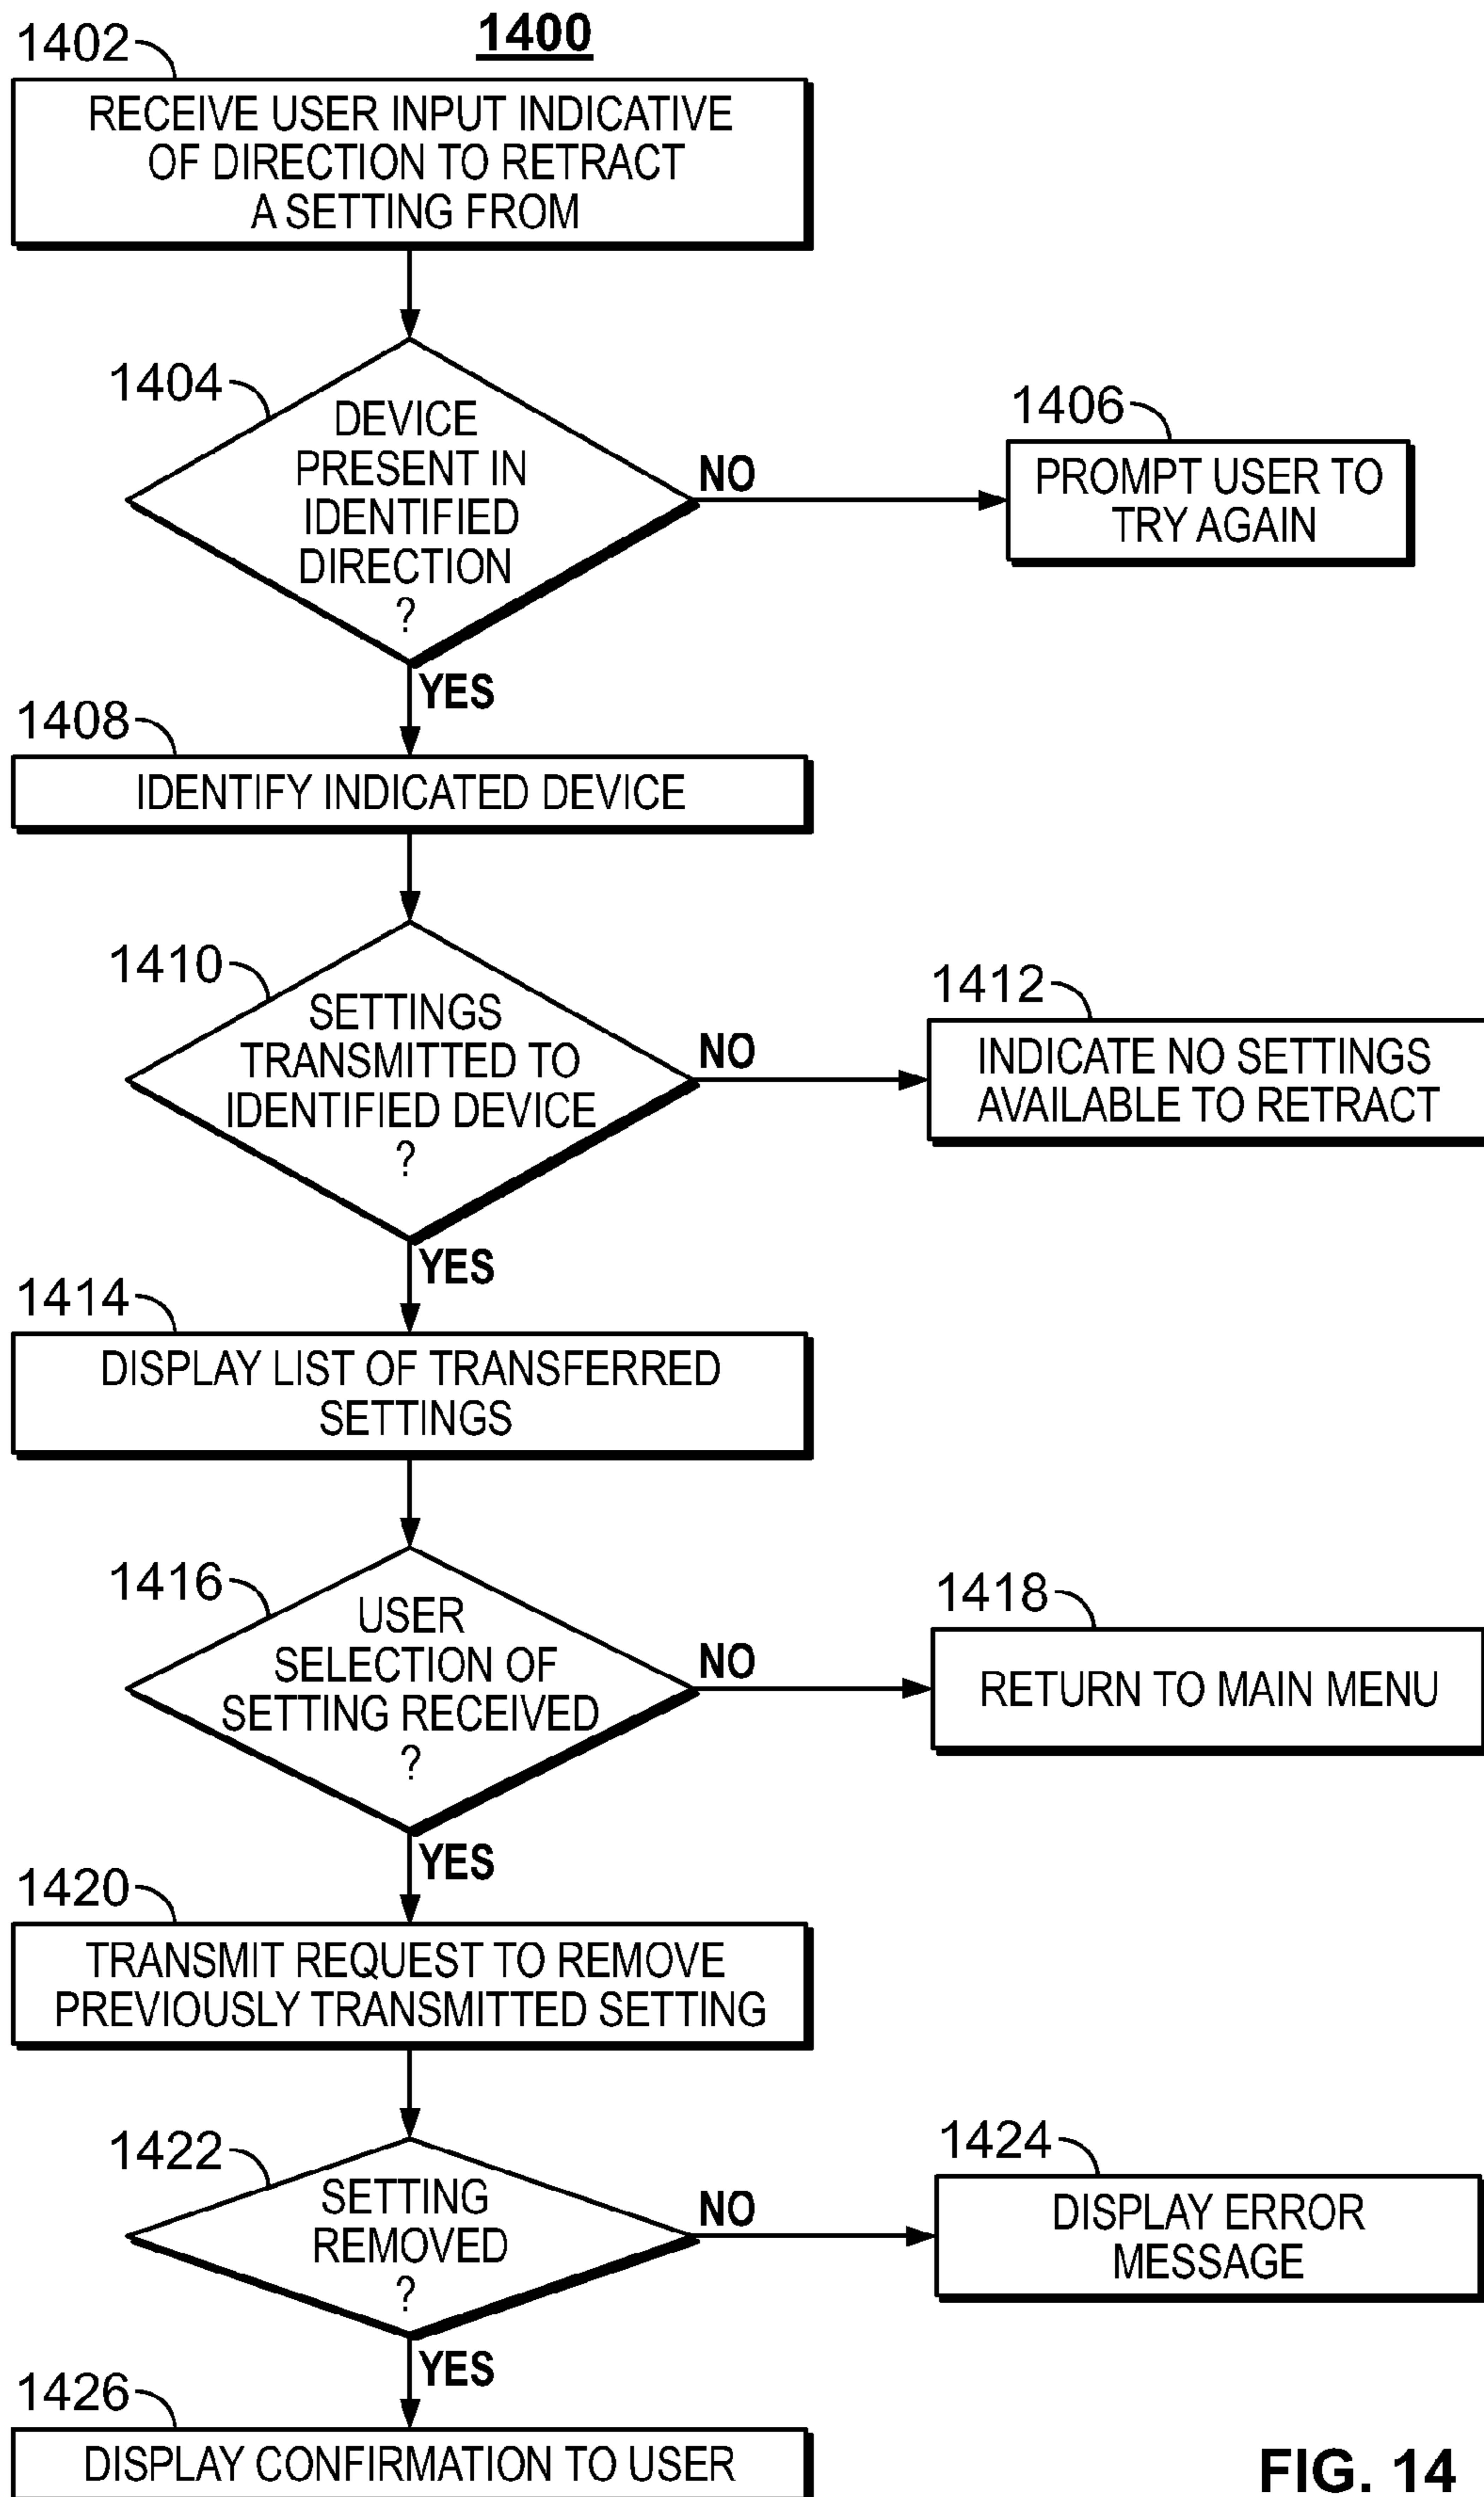 1400
1402
RECEIVE USER INPUT INDICATIVE
OF DIRECTION TO RETRACT
A SETTING FROM
1404
DEVICE
PRESENT IN
IDENTIFIED
DIRECTION
?
NO
1406
PROMPT USER TO
TRY AGAIN
YES
1408
IDENTIFY INDICATED DEVICE
1410
SETTINGS
TRANSMITTED TO
IDENTIFIED DEVICE
?
NO
1412
INDICATE NO SETTINGS
AVAILABLE TO RETRACT
YES
1414
DISPLAY LIST OF TRANSFERRED
SETTINGS
1416
USER
SELECTION OF
SETTING RECEIVED
?
NO
1418
RETURN TO MAIN MENU
YES
1420
TRANSMIT REQUEST TO REMOVE
PREVIOUSLY TRANSMITTED SETTING
1422
SETTING
REMOVED
?
NO
1424
DISPLAY ERROR
MESSAGE
YES
1426
DISPLAY CONFIRMATION TO USER
FIG. 14